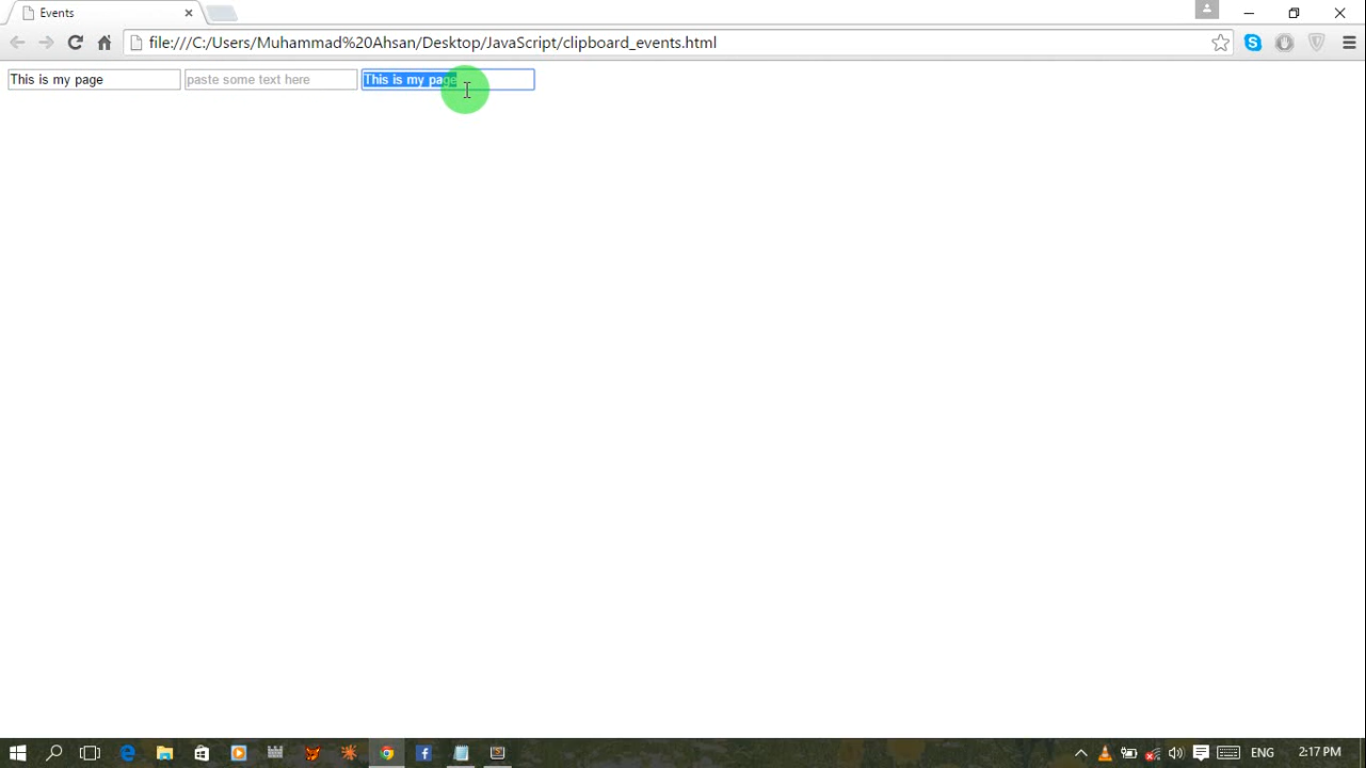 Events
file:///C:/Users/Muhammad%20Ahsan/Desktop/JavaScript/clipboard_events.html
This is my page paste some text here This is my page
ENG 2:17 PM